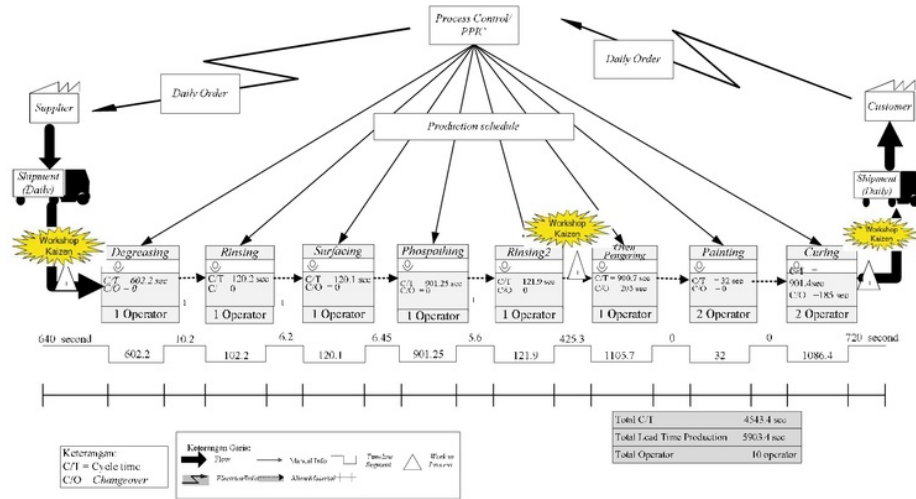 Process Control/
PPIC
Daily Order
Daily Order
Supplier
Customer
Production schedule
Shipment
(Daily)
Shipment
(Daily)
Workshop
Kaizen
Workshop
Kaizen
Workshop
Kaizen
Degreasing
C/T = 602.2 sec
C/O = 0
1 Operator
Rinsing
C/T 120.2 sec
C/ 0
1 Operator
Surfacing
C/T = 120.1 sec
C/O = 0
1 Operator
Phospathing
C/T 901.25 sec
C/O = 0
1 Operator
Rinsing2
C/T 121.9 sec
C/O 0
1 Operator
Oven
Pengering
C/T = 900.7 sec
C/O 205 sec
1 Operator
Painting
C/T = 32 sec
C/O = 0
2 Operator
Curing
C/T =
901.4sec
C/O =185 sec
2 Operator
1
1
1
640 second
10.2
6.2
6.45
5.6
425.3
0
0
720 second
602.2
102.2
120.1
901.25
121.9
1105.7
32
1086.4
Total C/T 4543.4 sec
Total Lead Time Production 5903.4 sec
Total Operator 10 operator
Keterangan:
C/T = Cycle time
C/O Changeover
Keterangan Garis:
Flow
Manual Info
Timeline
Segment
Work in
Process